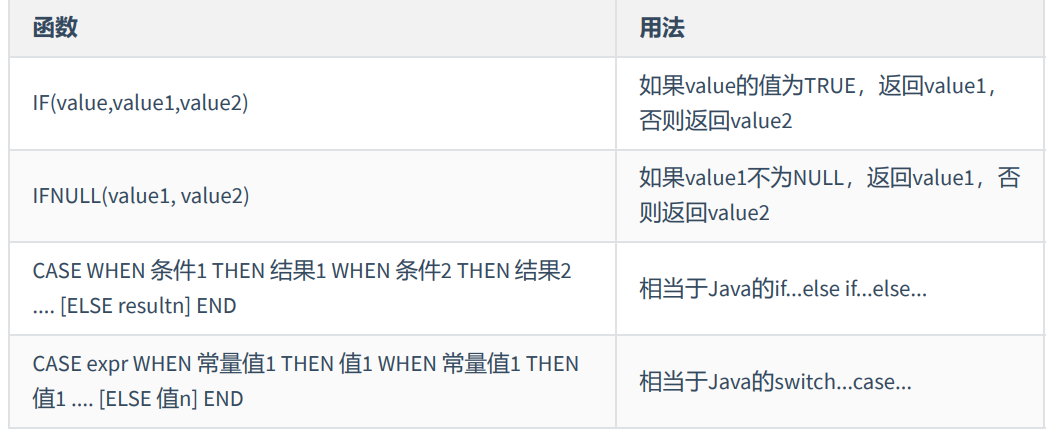 函数
用法
IF(value,value1,value2)
如果value的值为TRUE，返回value1，
否则返回value2
IFNULL(value1, value2)
如果value1不为NULL，返回value1，否
则返回value2
CASE WHEN 条件1 THEN 结果1 WHEN 条件2 THEN 结果2
.... [ELSE resultn] END
相当于Java的if...else if...else...
CASE expr WHEN 常量值1 THEN 值1 WHEN 常量值1 THEN
值1 .... [ELSE 值n] END
相当于Java的switch...case...